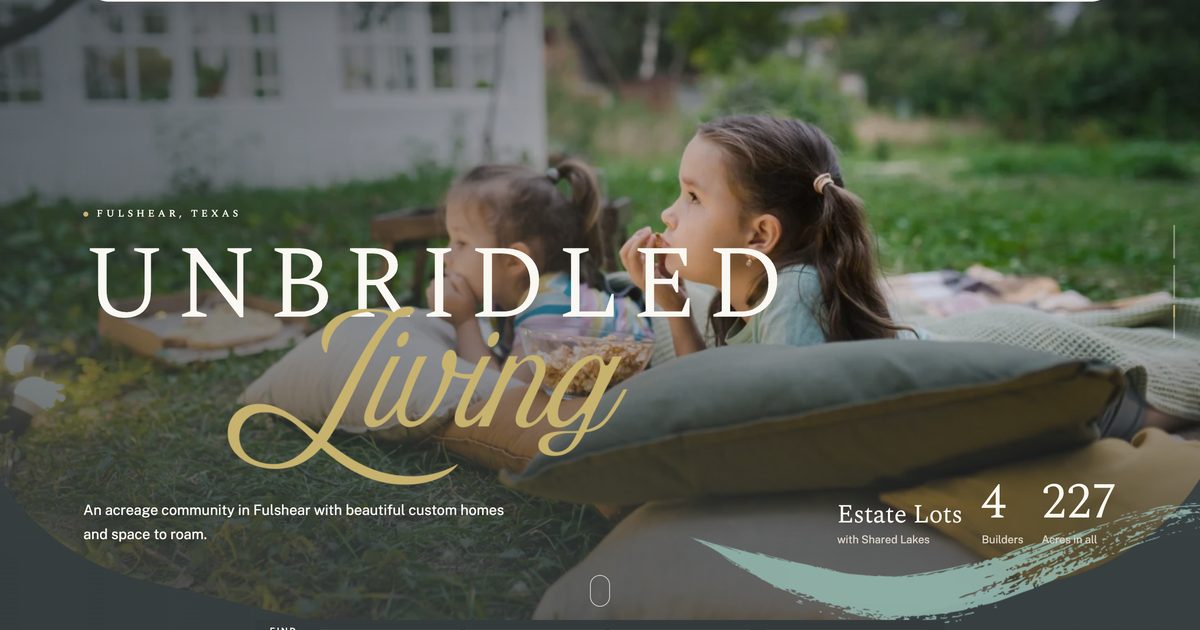 FULSHEAR, TEXAS
UNBRIDLED
Living
An acreage community in Fulshear with beautiful custom homes
and space to roam.
Estate Lots
with Shared Lakes
4
Builders
227
Acres in all
FIND